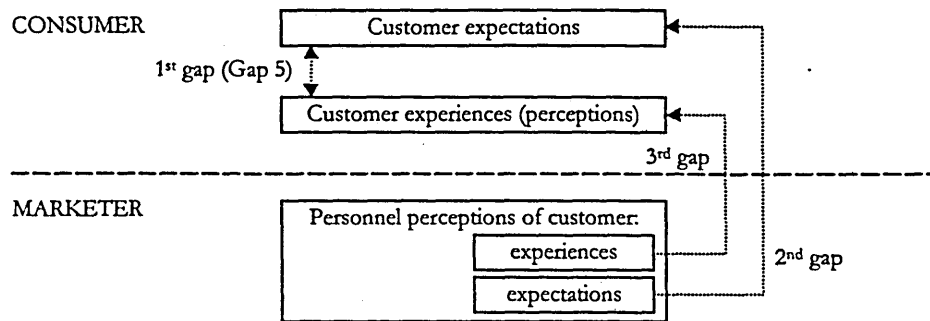 CONSUMER
Customer expectations
1st gap (Gap 5)
Customer experiences (perceptions)
3rd gap
MARKETER
Personnel perceptions of customer:
experiences
2nd gap
expectations